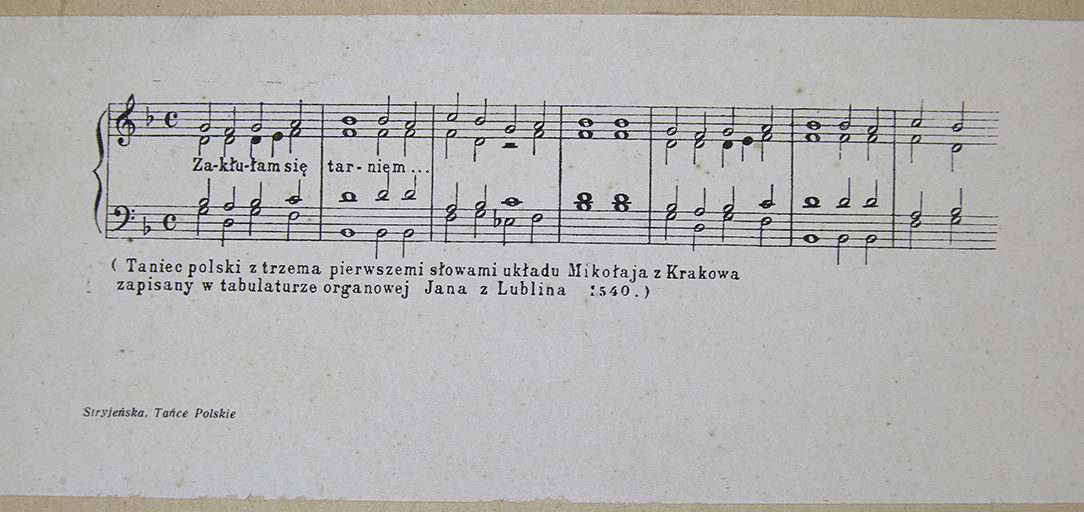 Za-kłu-łam się tar-niem...
( Taniec polski z trzema pierwszemi słowami układu Mikołaja z Krakowa
zapisany w tabulaturze organowej Jana z Lublina 1540.)
Stryjeńska, Tańce Polskie